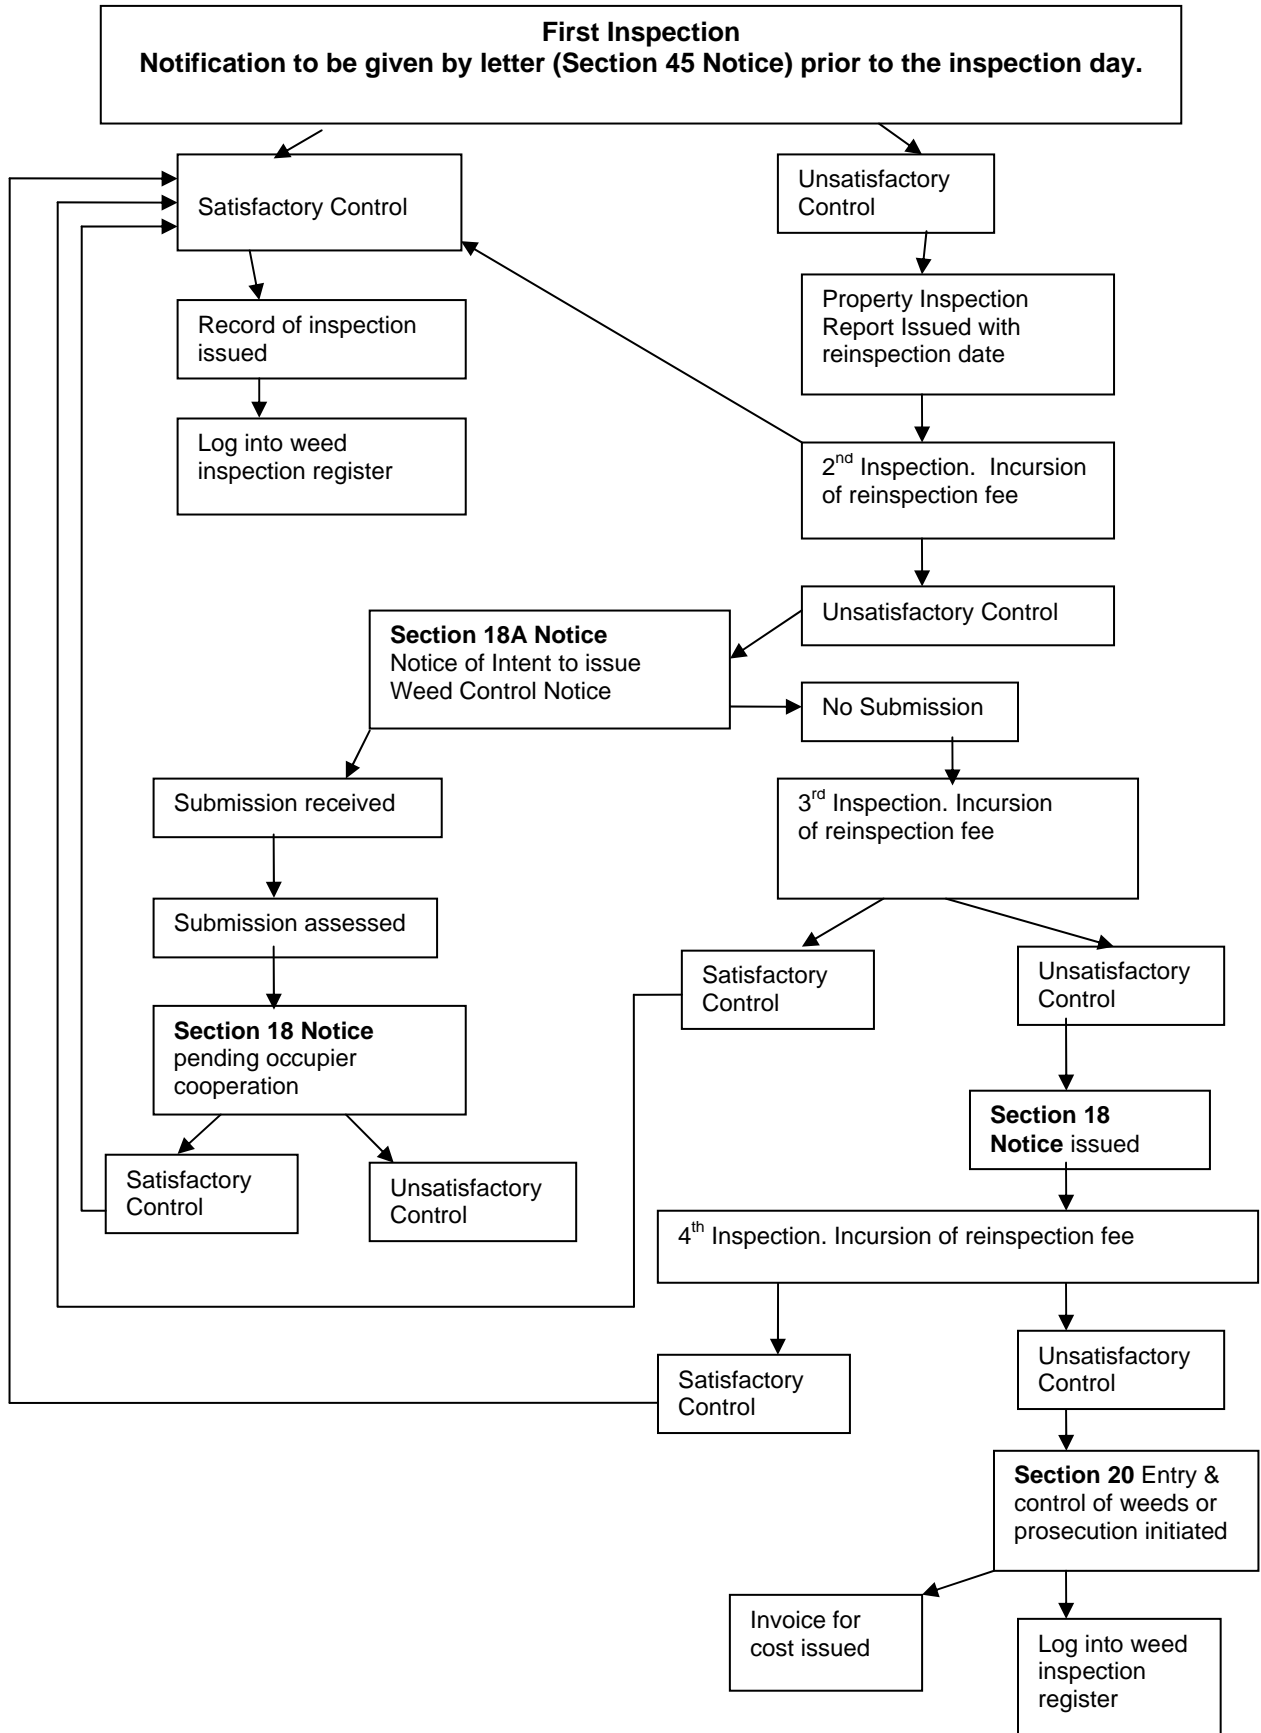 First Inspection
Notification to be given by letter (Section 45 Notice) prior to the inspection day.
Satisfactory Control
Unsatisfactory
Control
Record of inspection
issued
Property Inspection
Report Issued with
reinspection date
Log into weed
inspection register
2nd Inspection. Incursion
of reinspection fee
Unsatisfactory Control
Section 18A Notice
Notice of Intent to issue
Weed Control Notice
No Submission
Submission received
3rd Inspection. Incursion
of reinspection fee
Submission assessed
Satisfactory
Control
Unsatisfactory
Control
Section 18 Notice
pending occupier
cooperation
Section 18
Notice issued
Satisfactory
Control
Unsatisfactory
Control
4th Inspection. Incursion of reinspection fee
Satisfactory
Control
Unsatisfactory
Control
Section 20 Entry &
control of weeds or
prosecution initiated
Invoice for
cost issued
Log into weed
inspection
register